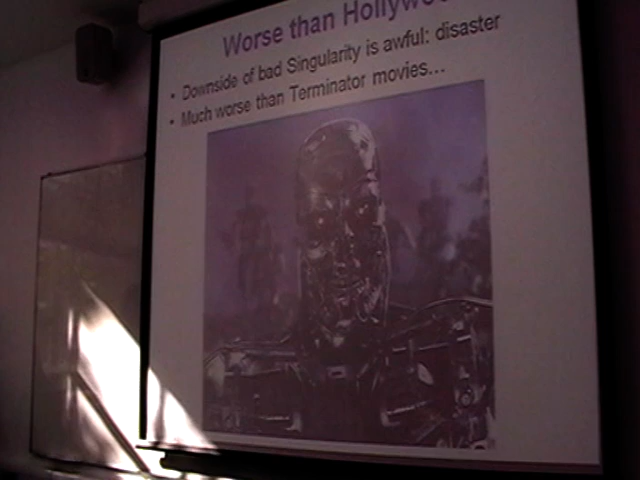 Worse than Hollywo
• Downside of bad Singularity is awful: disaster
• Much worse than Terminator movies...